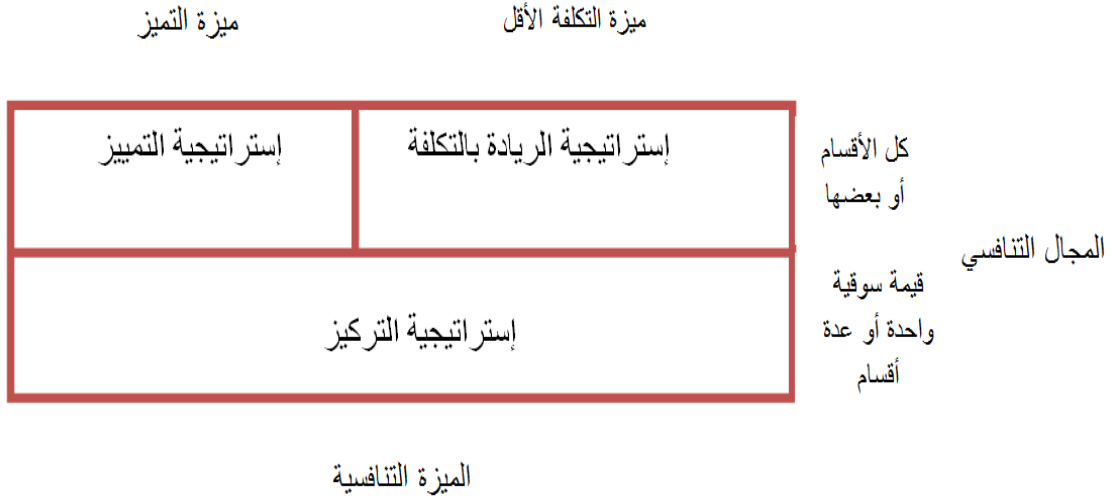 ميزة التكلفة الأقل
ميزة التميز
كل الأقسام
أو بعضها
إستراتيجية الريادة بالتكلفة
إستراتيجية التمييز
المجال التنافسي
قيمة سوقية
واحدة أو عدة
أقسام
إستراتيجية التركيز
الميزة التنافسية